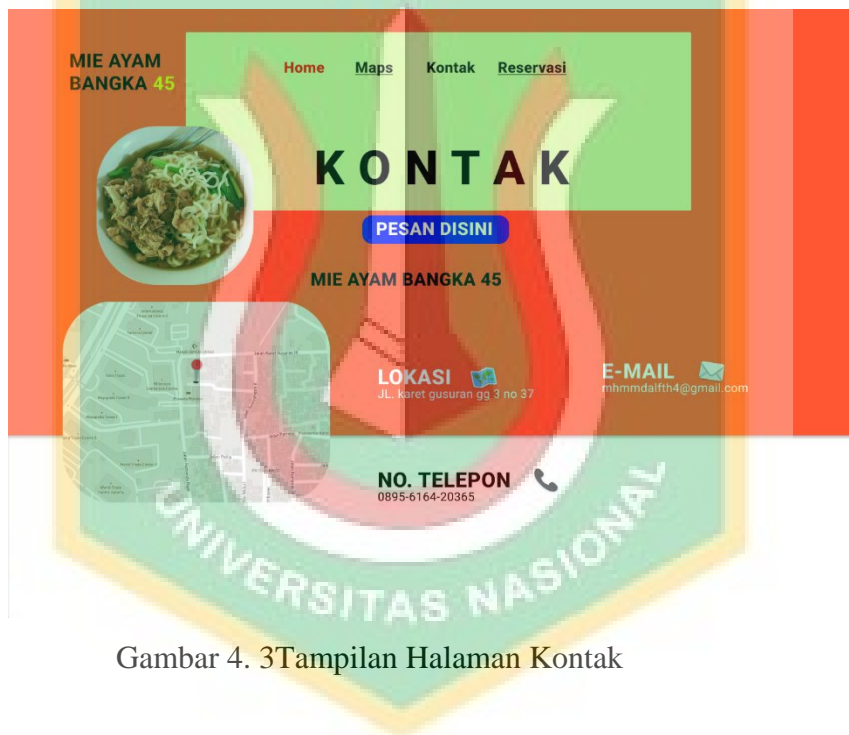 MIE AYAM
BANGKA 45
Home Maps Kontak Reservasi
KONTAK
PESAN DISINI
MIE AYAM BANGKA 45
LOKASI
JL. karet gusuran gg 3 no 37
E-MAIL
mhmmdalfth4@gmail.com
NO. TELEPON
0895-6164-20365
UNIVERSITAS NASIONAL
Gambar 4. 3Tampilan Halaman Kontak